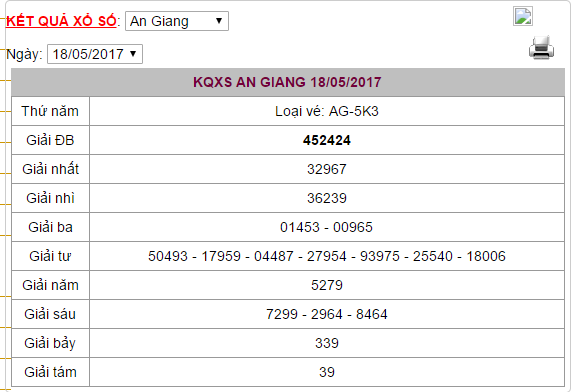 KẾT QUẢ XỔ SỐ: An Giang
Ngày: 18/05/2017
KQXS AN GIANG 18/05/2017
Thứ năm Loại vé: AG-5K3
Giải ĐB 452424
Giải nhất 32967
Giải nhì 36239
Giải ba 01453 - 00965
Giải tư 50493 - 17959 - 04487 - 27954 - 93975 - 25540 - 18006
Giải năm 5279
Giải sáu 7299 - 2964 - 8464
Giải bảy 339
Giải tám 39